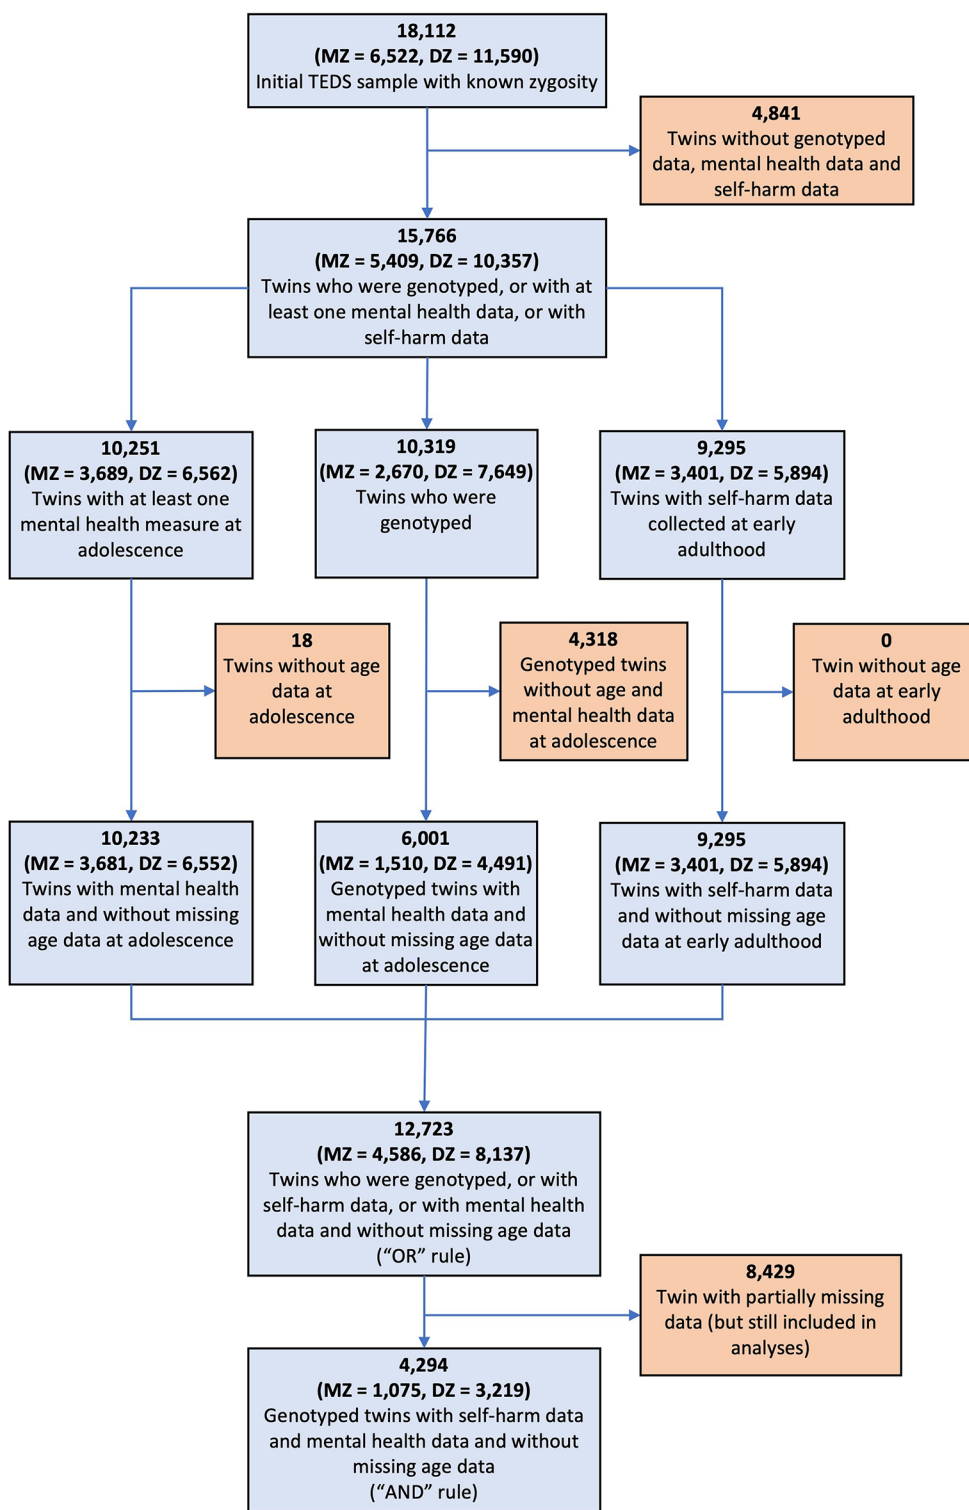 18,112
(MZ = 6,522, DZ = 11,590)
Initial TEDS sample with known zygosity
4,841
Twins without genotyped
data, mental health data and
self-harm data
15,766
(MZ = 5,409, DZ = 10,357)
Twins who were genotyped, or with at
least one mental health data, or with
self-harm data
10,251
(MZ = 3,689, DZ = 6,562)
Twins with at least one
mental health measure at
adolescence
10,319
(MZ = 2,670, DZ = 7,649)
Twins who were
genotyped
9,295
(MZ = 3,401, DZ = 5,894)
Twins with self-harm data
collected at early
adulthood
18
Twins without age
data at
adolescence
4,318
Genotyped twins
without age and
mental health data
at adolescence
0
Twin without age
data at early
adulthood
10,233
(MZ = 3,681, DZ = 6,552)
Twins with mental health
data and without missing
age data at adolescence
6,001
(MZ = 1,510, DZ = 4,491)
Genotyped twins with
mental health data and
without missing age data
at adolescence
9,295
(MZ = 3,401, DZ = 5,894)
Twins with self-harm data
and without missing age
data at early adulthood
12,723
(MZ = 4,586, DZ = 8,137)
Twins who were genotyped, or with
self-harm data, or with mental health
data and without missing age data
(“OR” rule)
8,429
Twin with partially missing
data (but still included in
analyses)
4,294
(MZ = 1,075, DZ = 3,219)
Genotyped twins with self-harm data
and mental health data and without
missing age data
(“AND” rule)